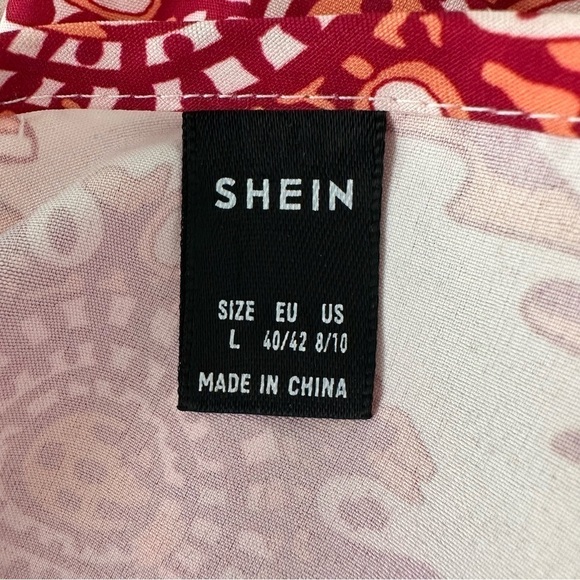 SHEIN
SIZE EU US
L 40/42 8/10
MADE IN CHINA